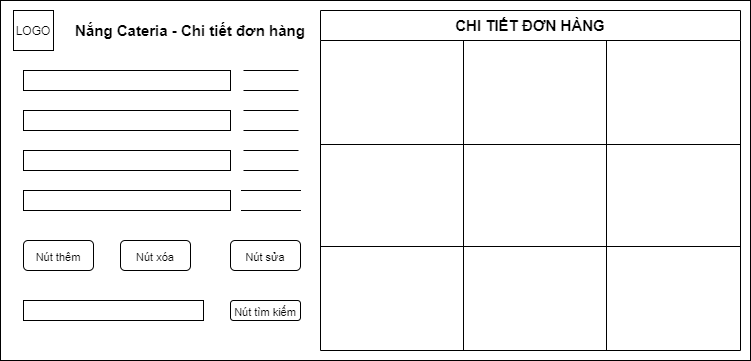 LOGO
Nắng Cateria - Chi tiết đơn hàng
CHI TIẾT ĐƠN HÀNG
Nút thêm
Nút xóa
Nút sửa
Nút tìm kiếm